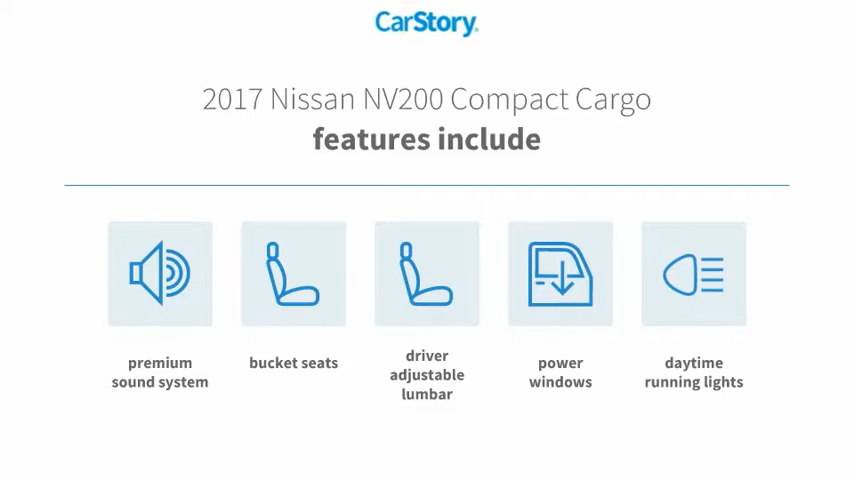 CarStory
2017 Nissan NV200 Compact Cargo
features include
premium
sound system
bucket seats
driver
adjustable
lumbar
power
windows
daytime
running lights